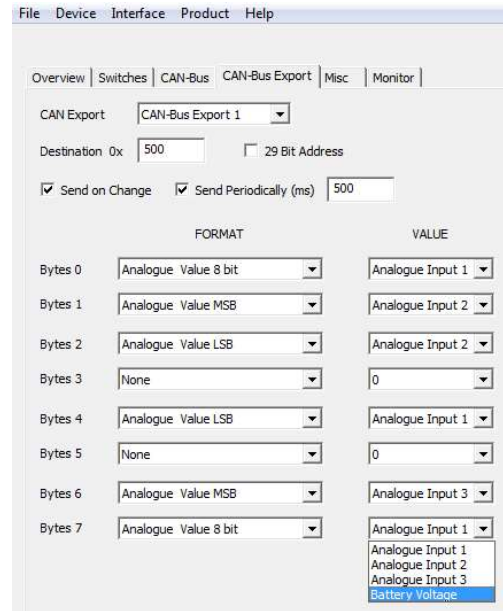 File Device Interface Product Help
Overview Switches CAN-Bus CAN-Bus Export Misc Monitor
CAN Export CAN-Bus Export 1
Destination 0x 500 29 Bit Address
Send on Change Send Periodically (ms) 500
FORMAT VALUE
Bytes 0 Analogue Value 8 bit Analogue Input 1
Bytes 1 Analogue Value MSB Analogue Input 2
Bytes 2 Analogue Value LSB Analogue Input 2
Bytes 3 None 0
Bytes 4 Analogue Value LSB Analogue Input 1
Bytes 5 None 0
Bytes 6 Analogue Value MSB Analogue Input 3
Bytes 7 Analogue Value 8 bit Analogue Input 1
Analogue Input 1
Analogue Input 2
Analogue Input 3
Battery Voltage